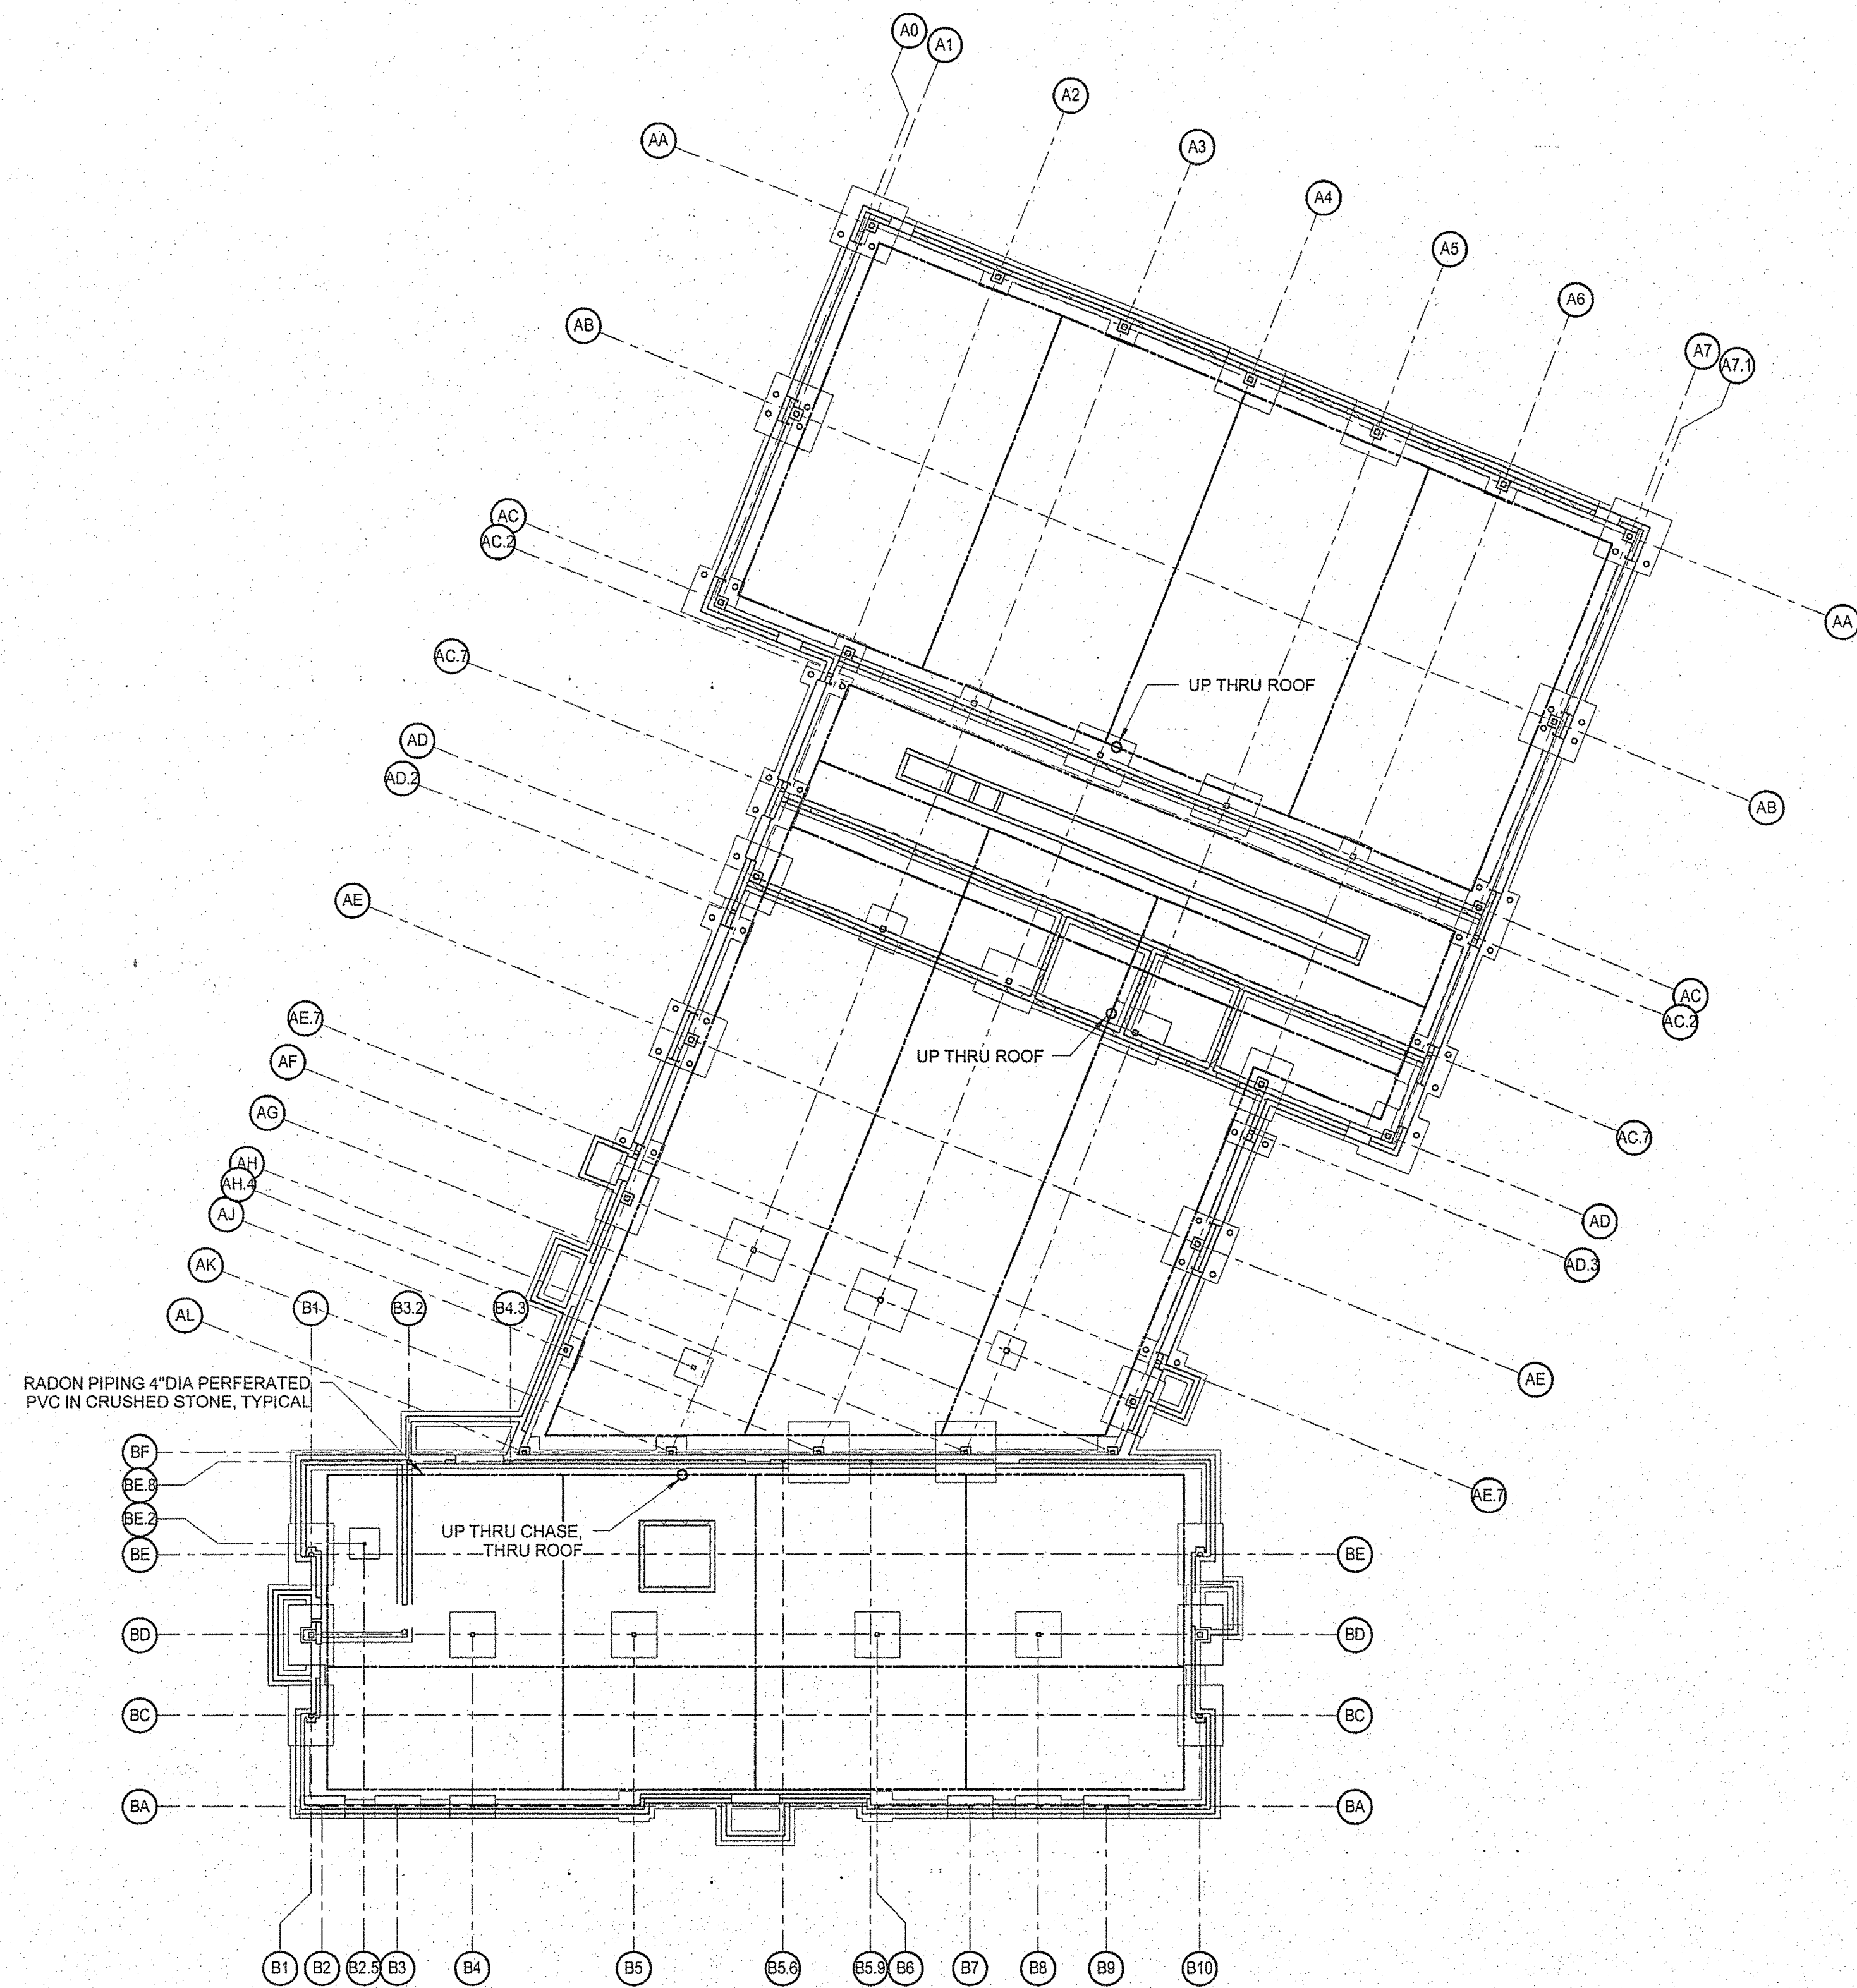 A0
A1
A2
AA
A3
A4
A5
A6
AB
A7
A7.1
AC
AC.2
AA
AC.7
UP THRU ROOF
AD
AD.2
AB
AE
AC
AC.2
AE.7
UP THRU ROOF
AF
AG
AC.7
AH
AH.4
AJ
AD
AK
AD.3
B1
B3.2
B4.3
AL
AE
RADON PIPING 4"DIA PERFERATED
PVC IN CRUSHED STONE, TYPICAL
BF
BE.8
AE.7
BE.2
UP THRU CHASE,
THRU ROOF
BE
BE
BD
BD
BC
BC
BA
BA
B1
B2
B2.5
B3
B4
B5
B5.6
B5.9
B6
B7
B8
B9
B10